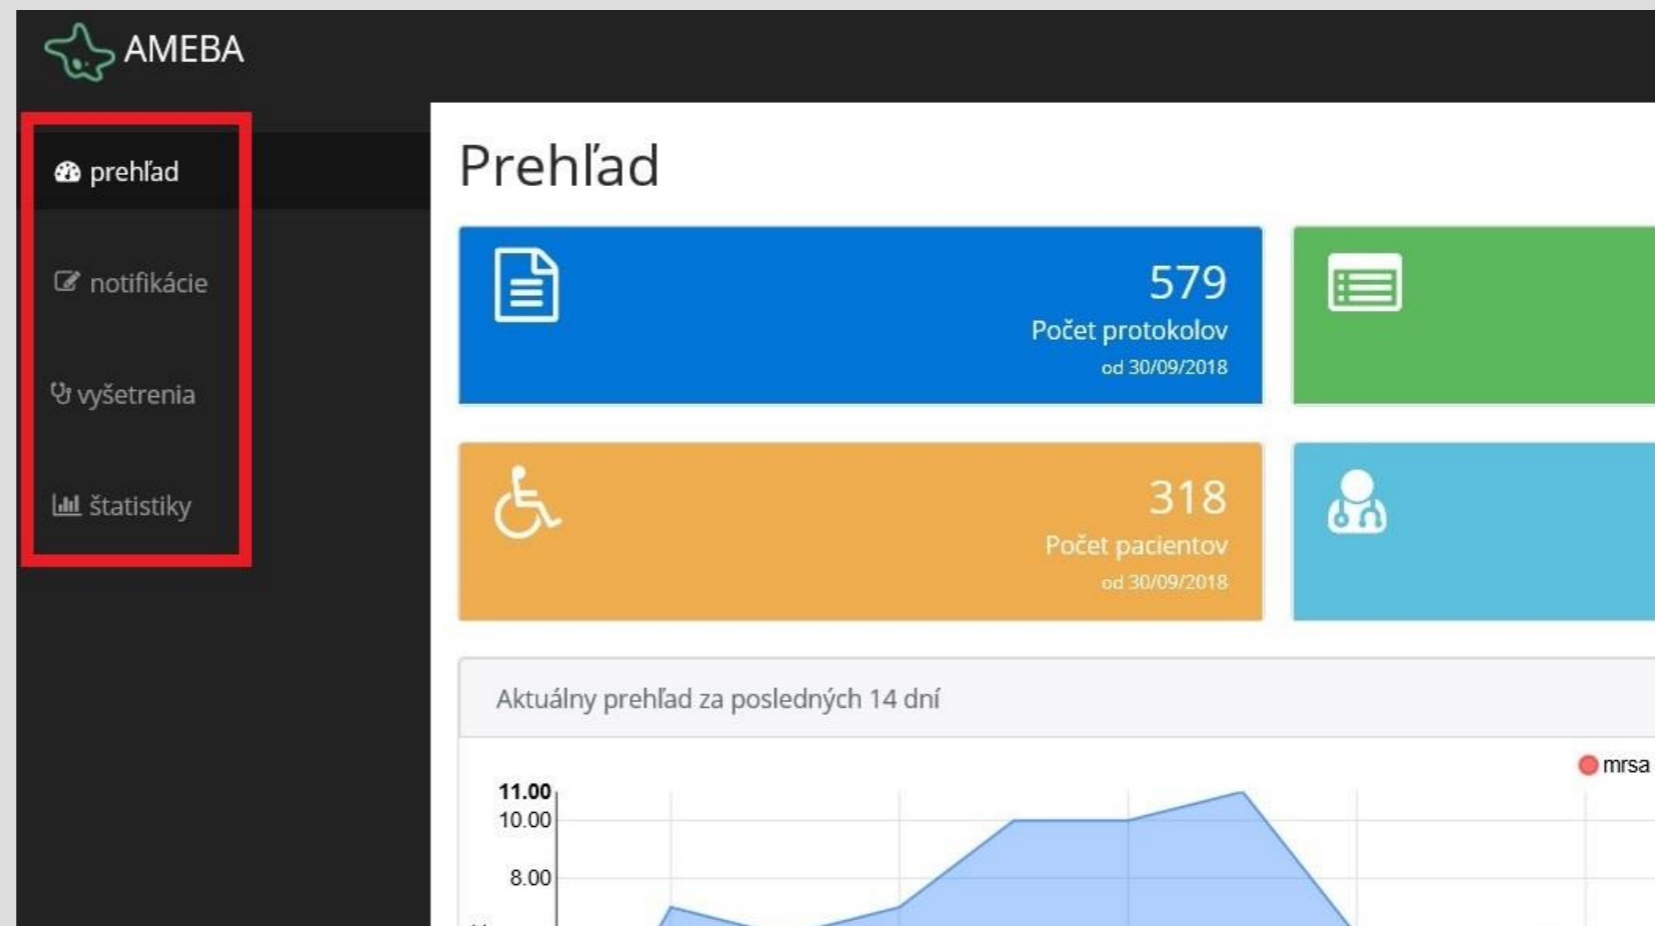 AMEBA
prehľad
notifikácie
vyšetrenia
štatistiky
Prehľad
579
Počet protokolov
od 30/09/2018
318
Počet pacientov
od 30/09/2018
Aktuálny prehľad za posledných 14 dní
mrsa
11.00
10.00
8.00